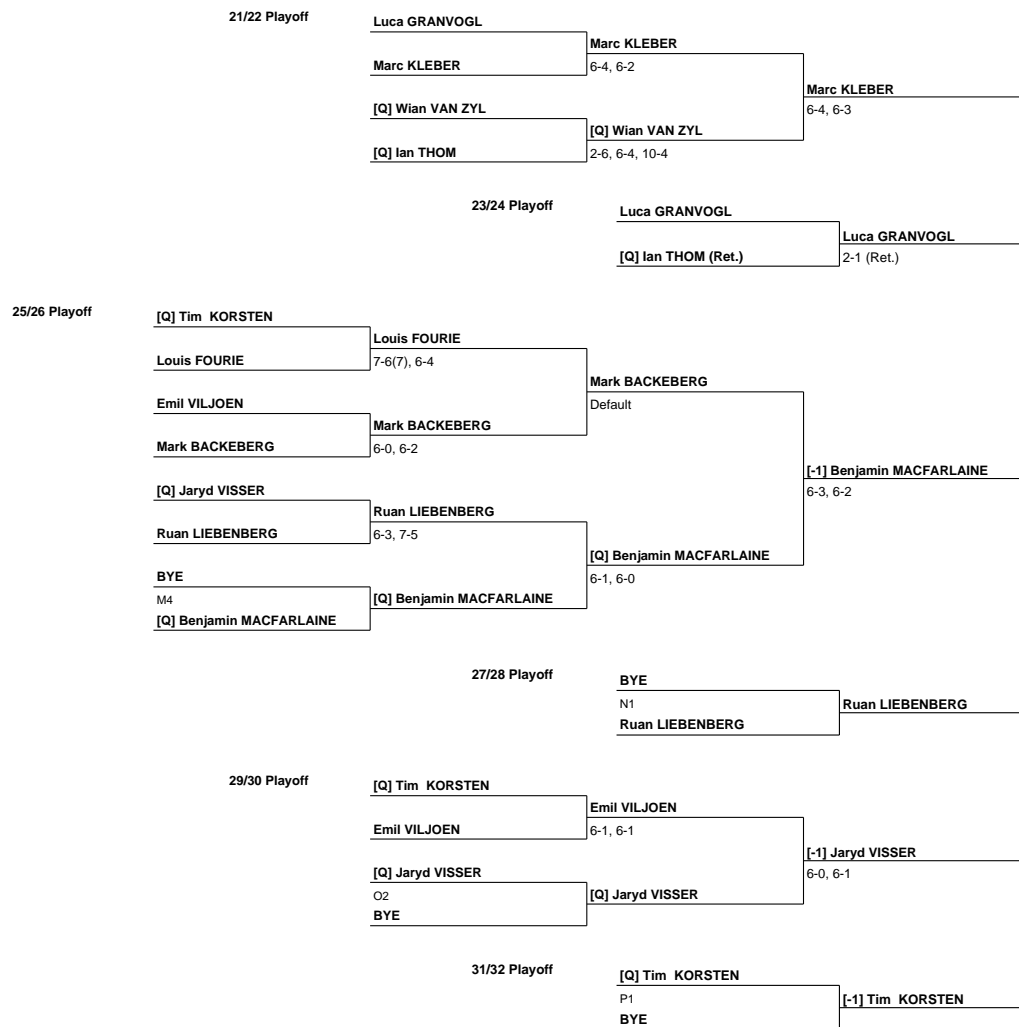 21/22 Playoff
Luca GRANVOGL
Marc KLEBER
Marc KLEBER
6-4, 6-2
Marc KLEBER
[Q] Wian VAN ZYL
6-4, 6-3
[Q] Wian VAN ZYL
[Q] Ian THOM
2-6, 6-4, 10-4
23/24 Playoff
Luca GRANVOGL
Luca GRANVOGL
[Q] Ian THOM (Ret.)
2-1 (Ret.)
25/26 Playoff
[Q] Tim KORSTEN
Louis FOURIE
Louis FOURIE
7-6(7), 6-4
Mark BACKEBERG
Emil VILJOEN
Default
Mark BACKEBERG
Mark BACKEBERG
6-0, 6-2
[-1] Benjamin MACFARLAINE
[Q] Jaryd VISSER
6-3, 6-2
Ruan LIEBENBERG
Ruan LIEBENBERG
6-3, 7-5
[Q] Benjamin MACFARLAINE
BYE
6-1, 6-0
M4
[Q] Benjamin MACFARLAINE
[Q] Benjamin MACFARLAINE
27/28 Playoff
BYE
N1
Ruan LIEBENBERG
Ruan LIEBENBERG
29/30 Playoff
[Q] Tim KORSTEN
Emil VILJOEN
Emil VILJOEN
6-1, 6-1
[-1] Jaryd VISSER
[Q] Jaryd VISSER
6-0, 6-1
O2
[Q] Jaryd VISSER
BYE
31/32 Playoff
[Q] Tim KORSTEN
P1
[-1] Tim KORSTEN
BYE